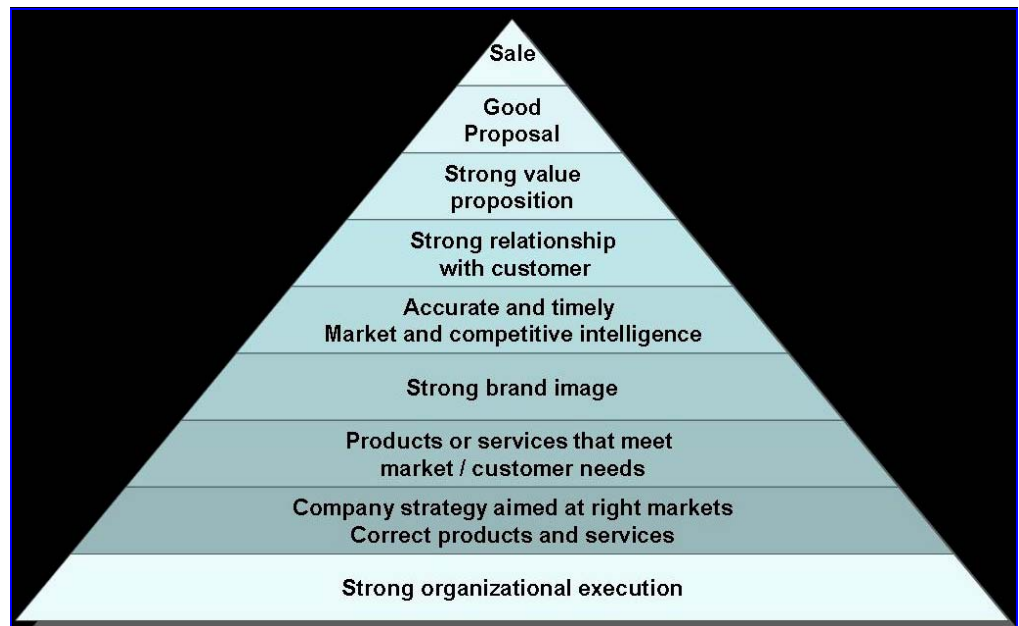 Sale
Good
Proposal
Strong value
proposition
Strong relationship
with customer
Accurate and timely
Market and competitive intelligence
Strong brand image
Products or services that meet
market / customer needs
Company strategy aimed at right markets
Correct products and services
Strong organizational execution